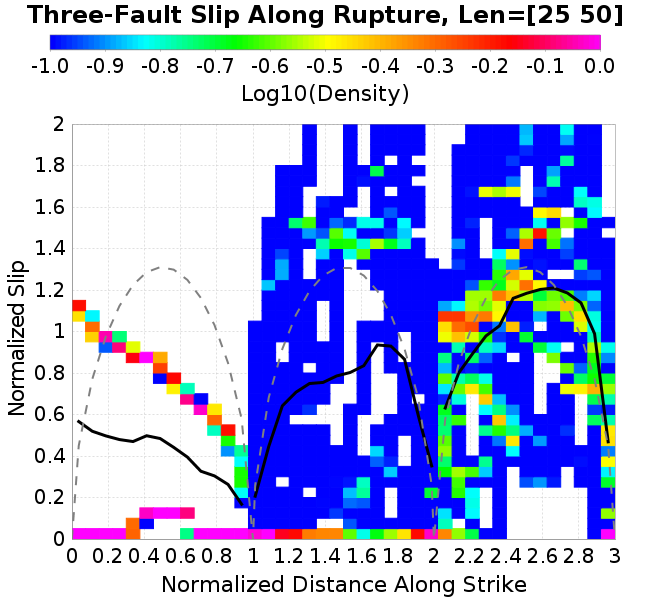 Three-Fault Slip Along Rupture, Len=[25 50]
-1.0 -0.9 -0.8 -0.7 -0.6 -0.5 -0.4 -0.3 -0.2 -0.1 0.0
Log10(Density)
2
1.8
1.6
1.4
1.2
1
0.8
0.6
0.4
0.2
0
Normalized Slip
0 0.2 0.4 0.6 0.8 1 1.2 1.4 1.6 1.8 2 2.2 2.4 2.6 2.8 3
Normalized Distance Along Strike